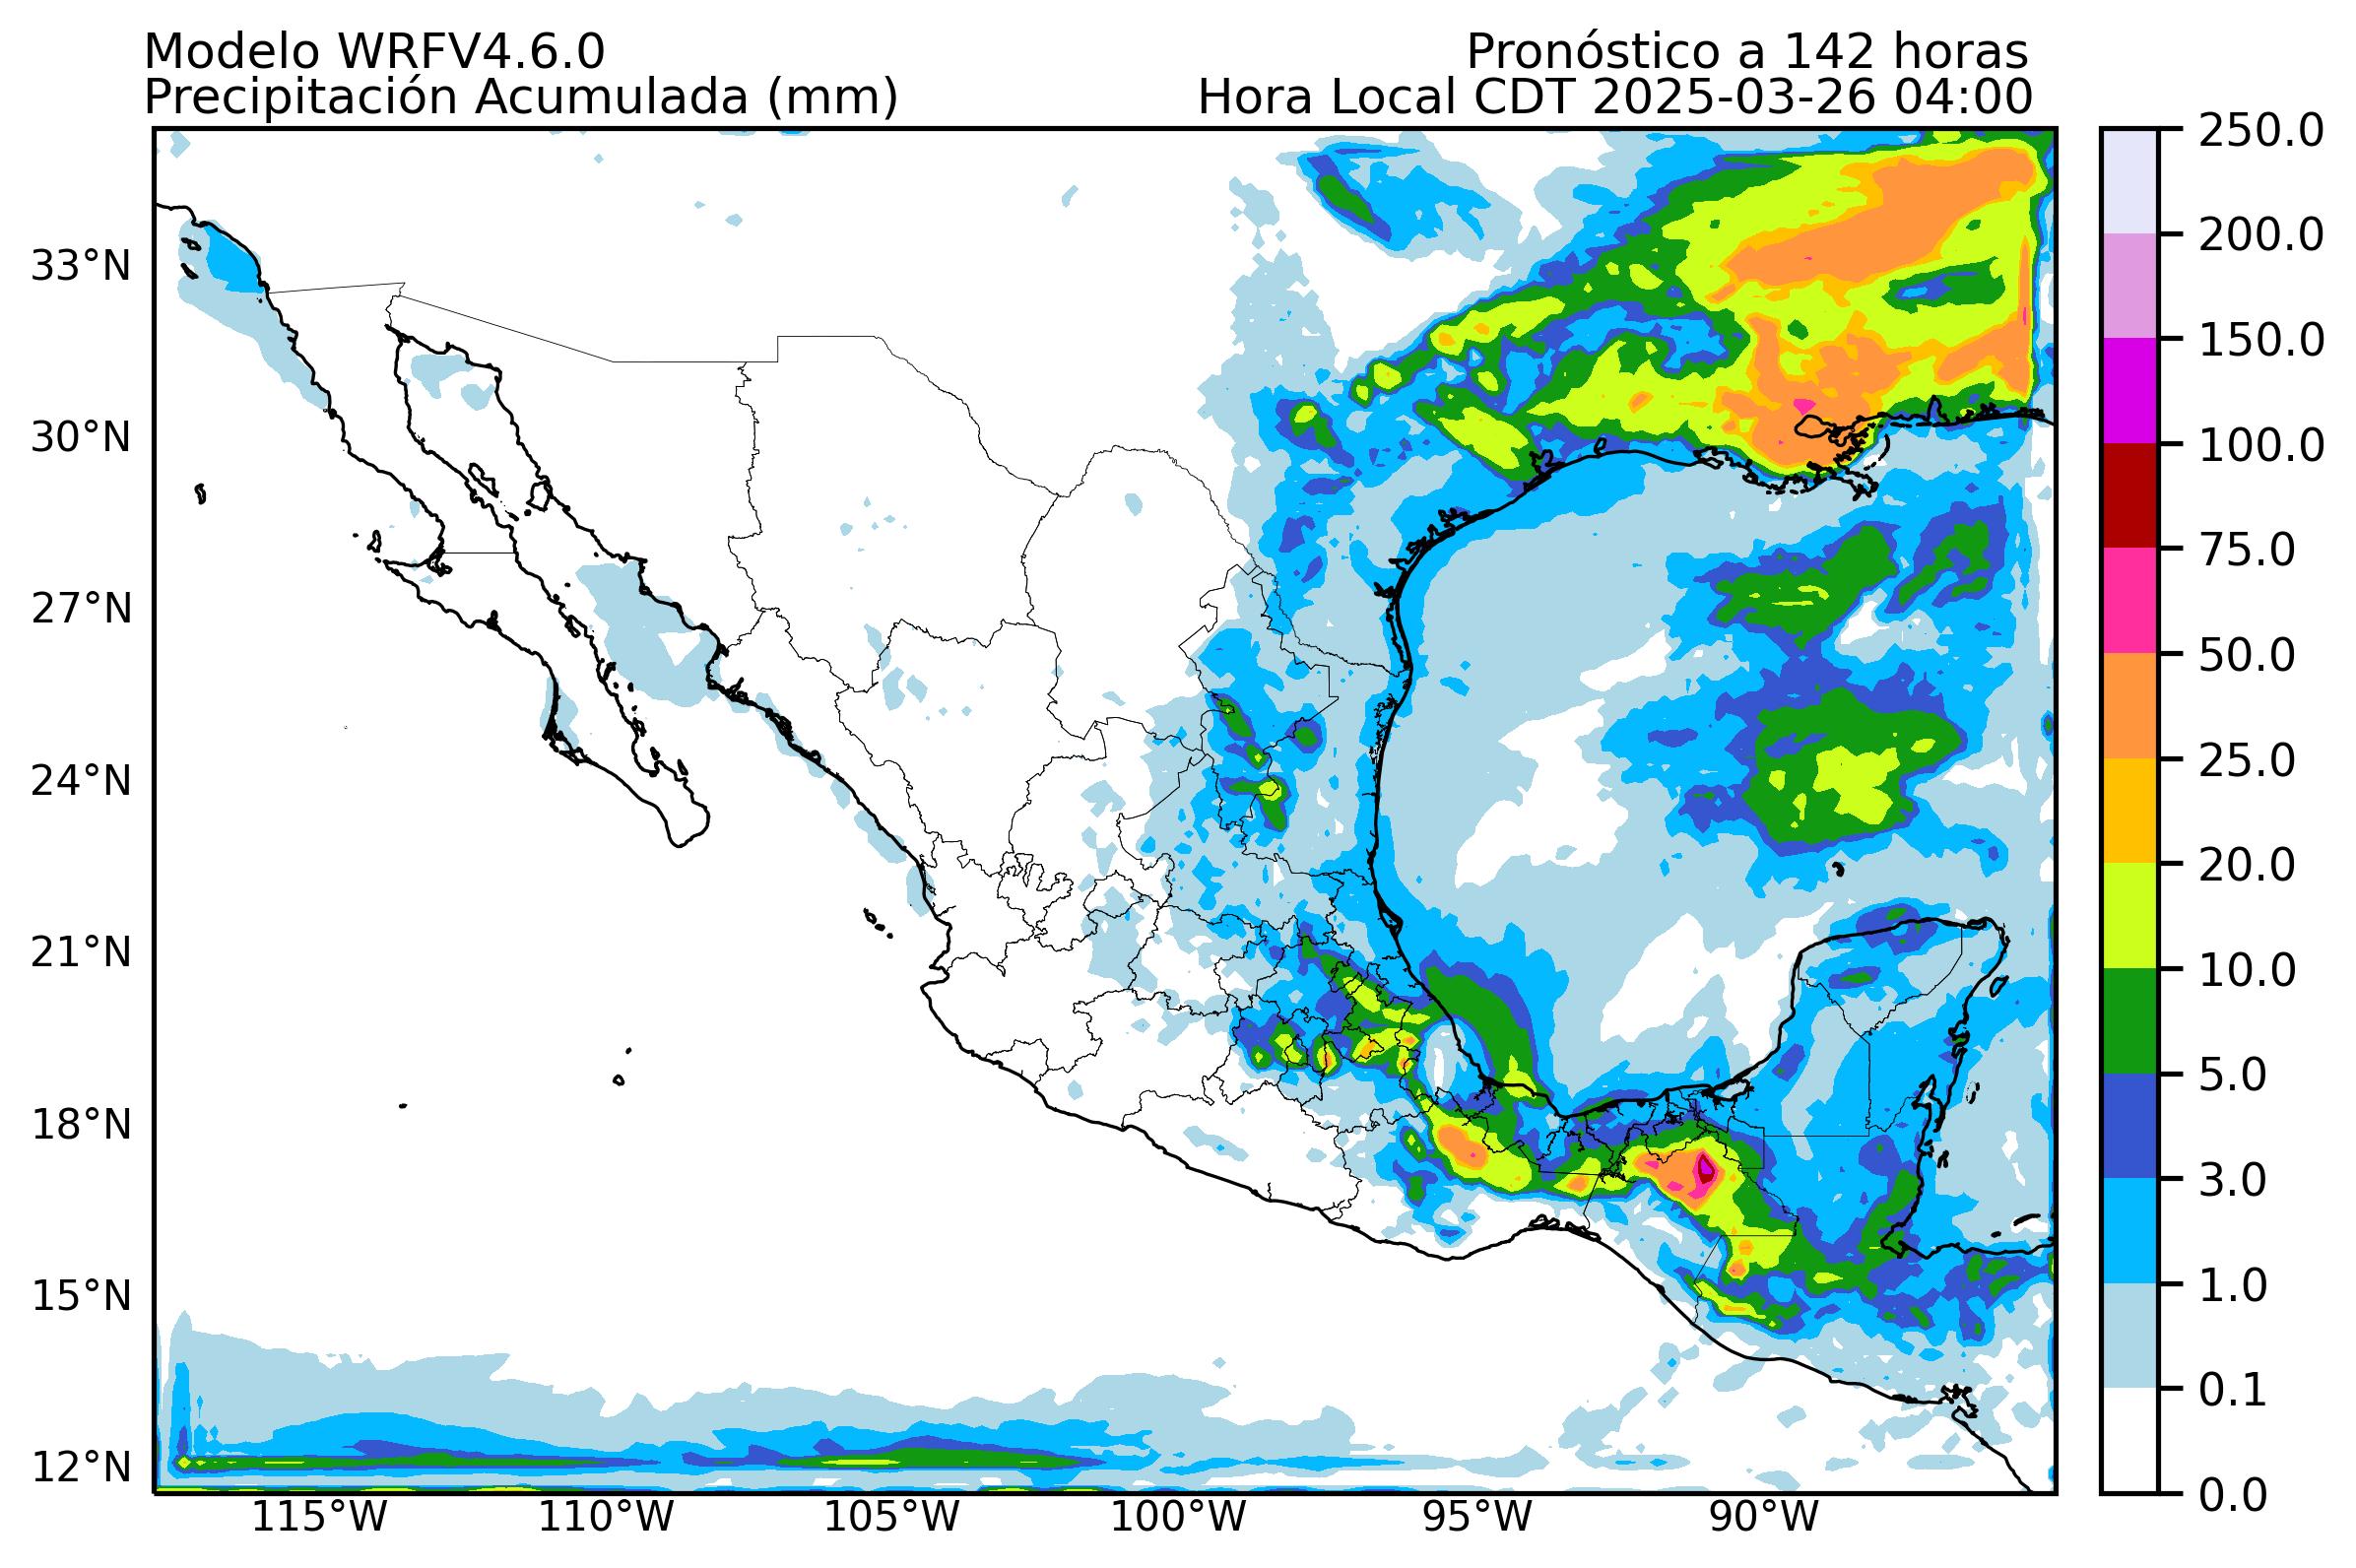 Modelo WRFV4.6.0
Pronóstico a 142 horas
Precipitación Acumulada (mm)
Hora Local CDT 2025-03-26 04:00
250.0
200.0
150.0
100.0
75.0
50.0
25.0
20.0
10.0
5.0
3.0
1.0
0.1
0.0
33°N
30°N
27°N
24°N
21°N
18°N
15°N
12°N
115°W
110°W
105°W
100°W
95°W
90°W